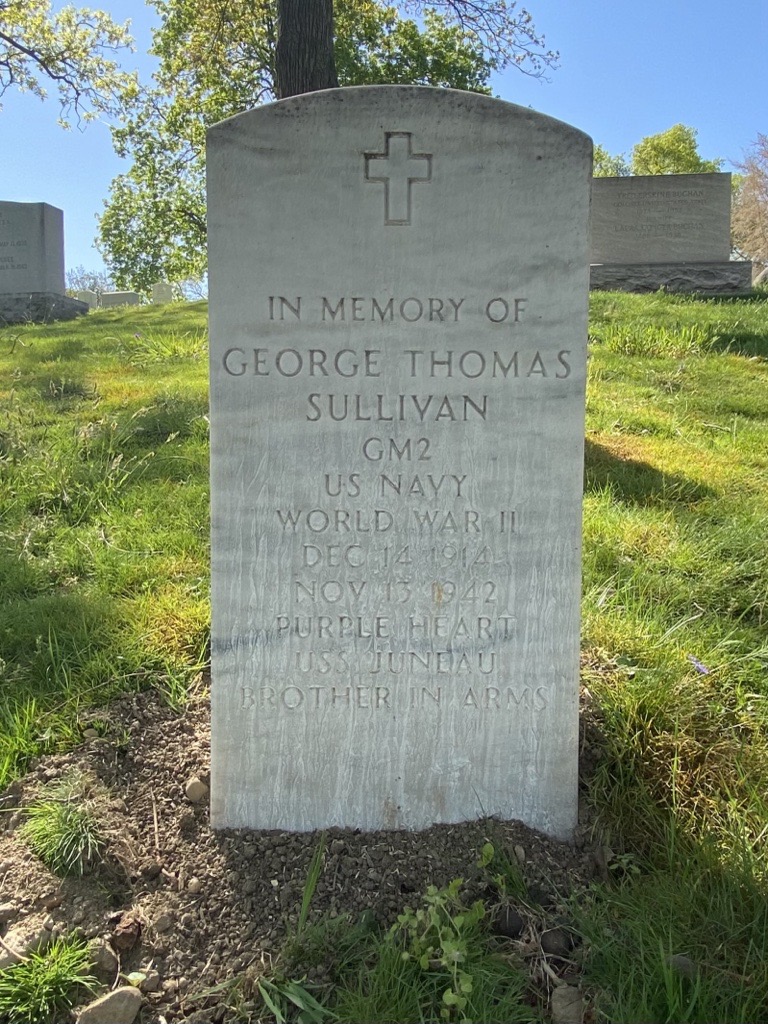 IN MEMORY OF
GEORGE THOMAS
SULLIVAN
GM2
US NAVY
WORLD WAR II
DEC 14 1914
NOV 13 1942
PURPLE HEART
USS JUNEAU
BROTHER IN ARMS